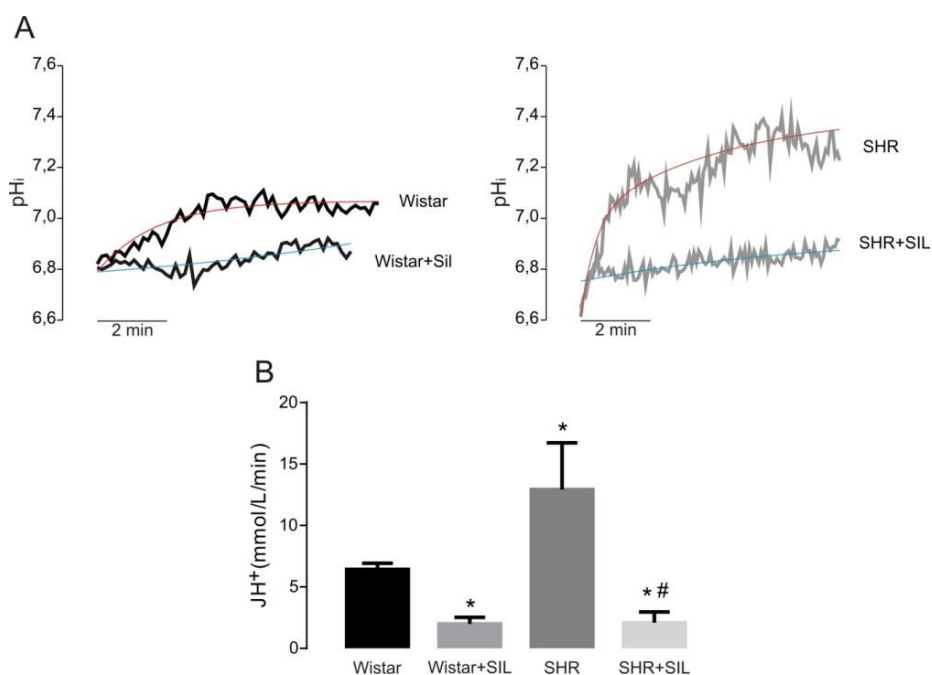 A
7,6
7,4
7,2
7,0
6,8
6,6
pHi
Wistar
Wistar+Sil
2 min
7,6
7,4
7,2
7,0
6,8
6,6
pHi
SHR
SHR+SIL
2 min
B
20
15
10
5
0
JH+(mmol/L/min)
*
*
* #
Wistar
Wistar+SIL
SHR
SHR+SIL